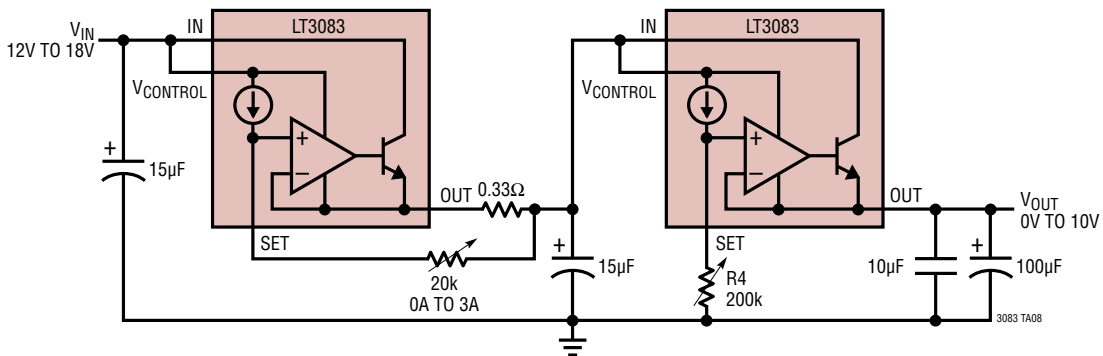 VIN
12V TO 18V
IN
LT3083
VCONTROL
+
−
+
15µF
OUT
0.33Ω
SET
20k
0A TO 3A
+
15µF
IN
LT3083
VCONTROL
+
−
OUT
SET
R4
200k
VOUT
0V TO 10V
10µF
+
100µF
3083 TA08